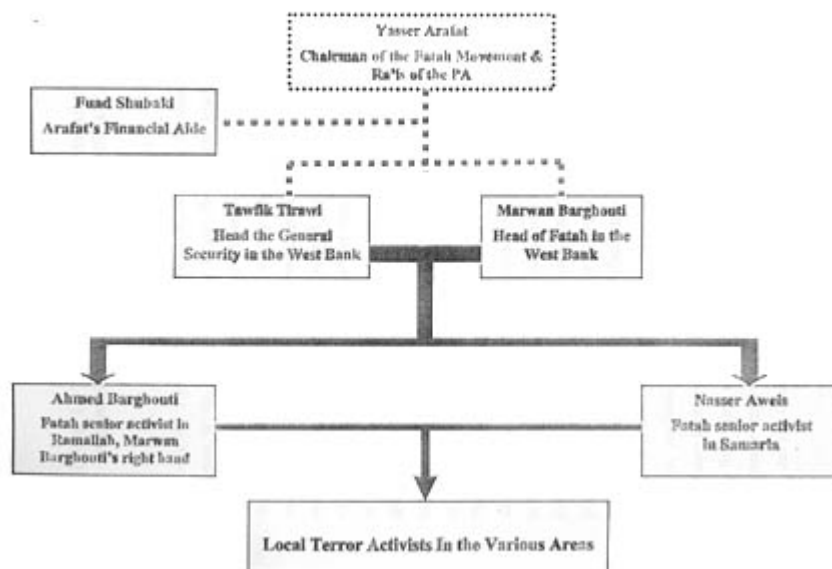 Yasser Arafat
Chairman of the Fatah Movement &
Ra'is of the PA
Fuad Shubaki
Arafat's Financial Aide
Tawfik Tirawi
Head the General
Security in the West Bank
Marwan Barghouti
Head of Fatah in the
West Bank
Ahmed Barghouti
Fatah senior activist in
Ramallah, Marwan
Barghouti's right hand
Nasser Aweis
Fatah senior activist
in Samaria
Local Terror Activists In the Various Areas